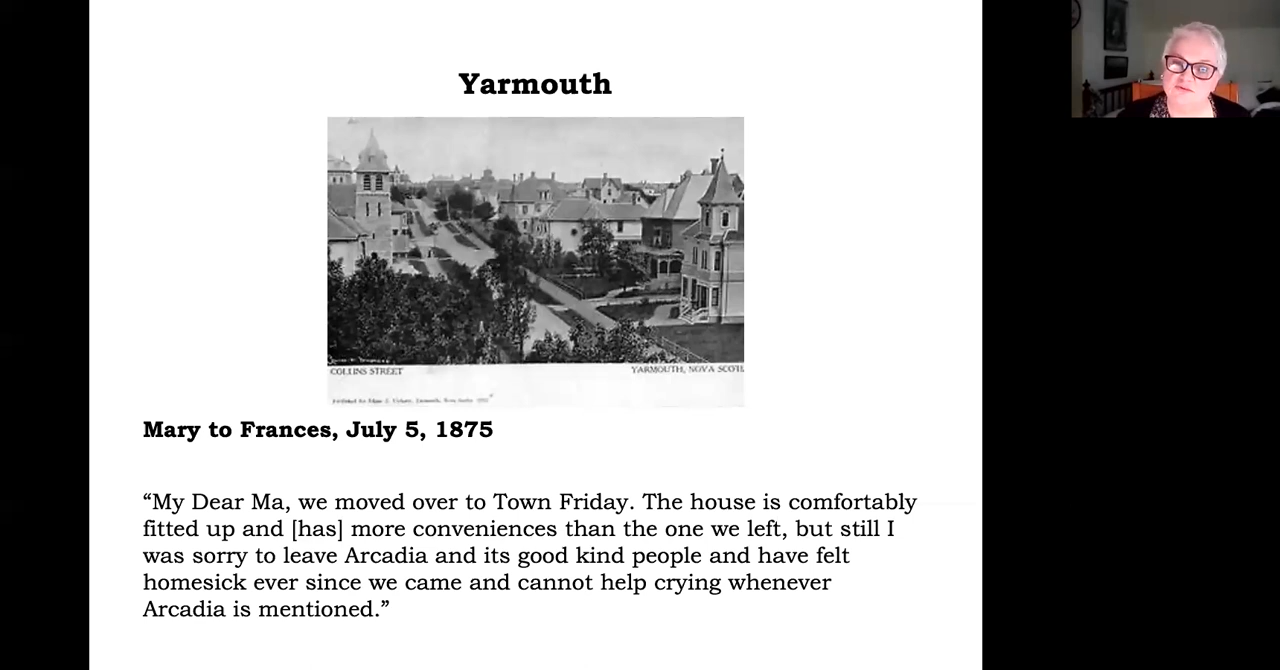 Yarmouth
COLLINS STREET
YARMOUTH, NOVA SCOTI
Mary to Frances, July 5, 1875
“My Dear Ma, we moved over to Town Friday. The house is comfortably
fitted up and [has] more conveniences than the one we left, but still I
was sorry to leave Arcadia and its good kind people and have felt
homesick ever since we came and cannot help crying whenever
Arcadia is mentioned.”